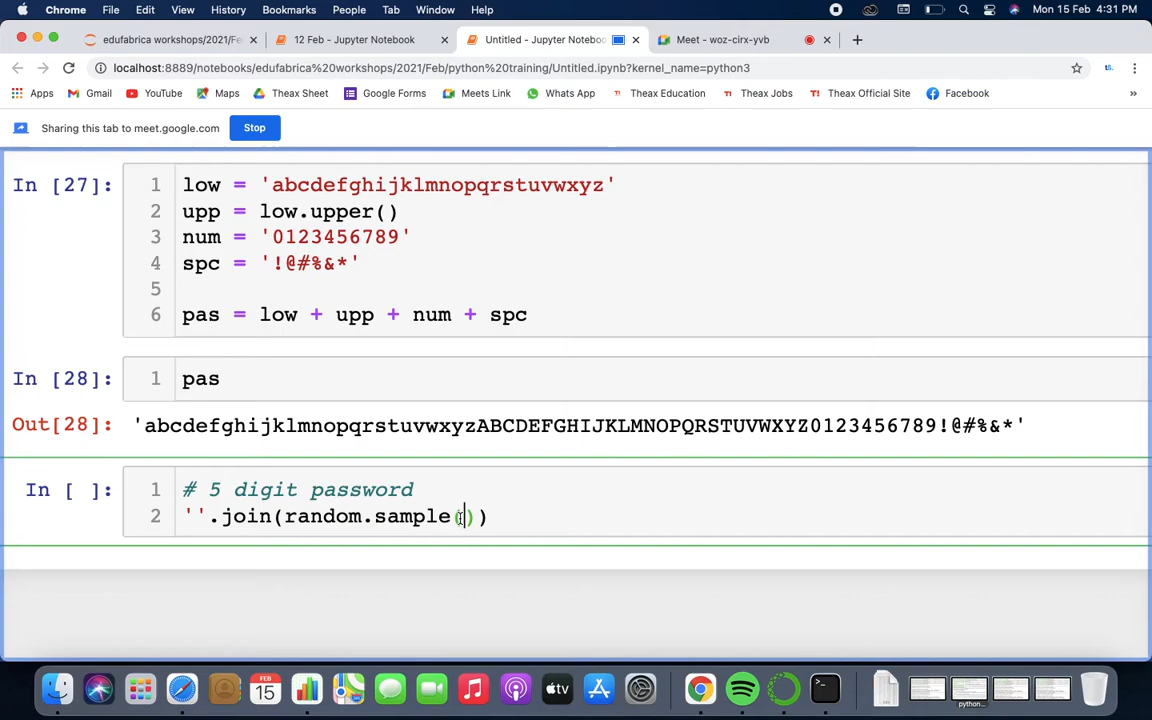 Chrome File Edit View History Bookmarks People Tab Window Help Mon 15 Feb 4:31 PM
edufabrica workshops/2021/Fe 12 Feb - Jupyter Notebook Untitled - Jupyter Noteboo Meet - woz-cirx-yvb
localhost:8889/notebooks/edufabrica%20workshops/2021/Feb/python%20training/Untitled.ipynb?kernel_name=python3
Apps Gmail YouTube Maps Theax Sheet Google Forms Meets Link Whats App Theax Education Theax Jobs Theax Official Site Facebook »
Sharing this tab to meet.google.com Stop
In [27]: 1 low = 'abcdefghijklmnopqrstuvwxyz'
2 upp = low.upper()
3 num = '0123456789'
4 spc = '!@#%&*'
5
6 pas = low + upp + num + spc
In [28]: 1 pas
Out[28]: 'abcdefghijklmnopqrstuvwxyzABCDEFGHIJKLMNOPQRSTUVWXYZ0123456789!@#%&*'
In [ ]: 1 # 5 digit password
2 ''.join(random.sample())
FEB
15
tv
python...